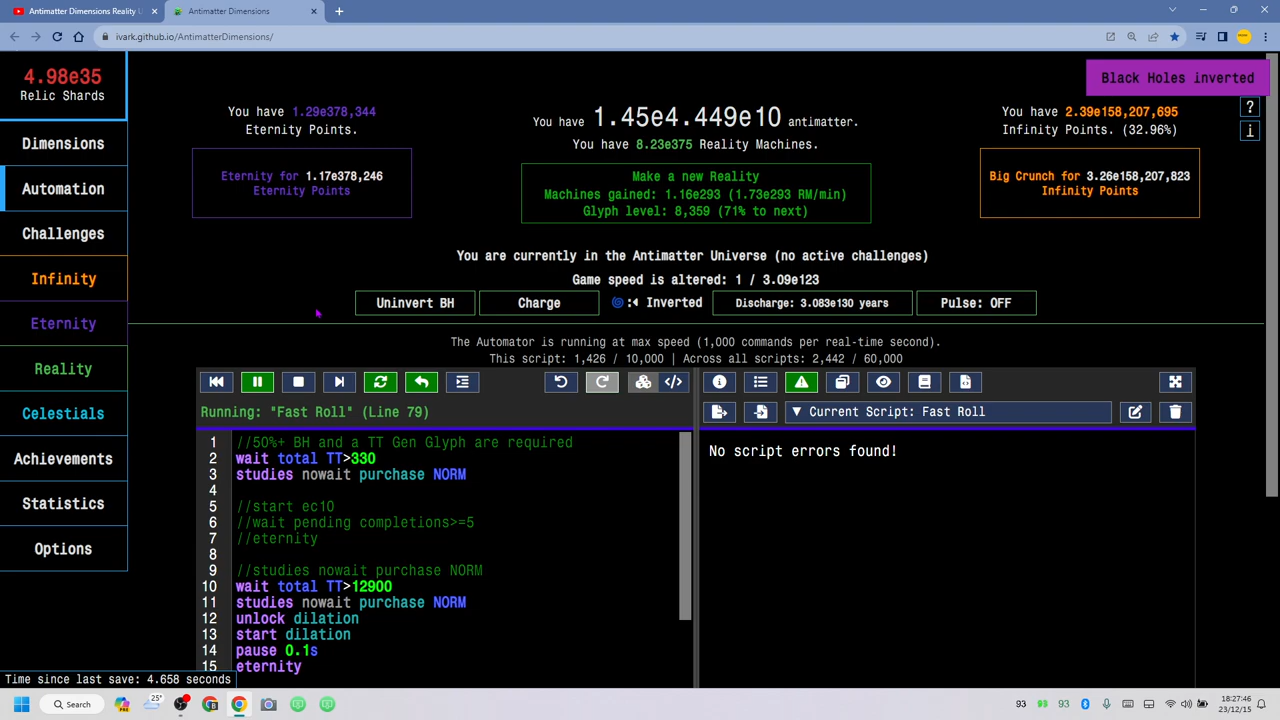 Antimatter Dimensions Reality
Antimatter Dimensions
ivark.github.io/AntimatterDimensions/
4.98e35
Relic Shards
Black Holes inverted
You have 1.29e378,344
Eternity Points.
You have 1.45e4.449e10 antimatter.
You have 8.23e375 Reality Machines.
You have 2.39e158,207,695
Infinity Points. (32.96%)
?
i
Eternity for 1.17e378,246
Eternity Points
Make a new Reality
Machines gained: 1.16e293 (1.73e293 RM/min)
Glyph level: 8,359 (71% to next)
Big Crunch for 3.26e158,207,823
Infinity Points
Dimensions
Automation
Challenges
Infinity
Eternity
Reality
Celestials
Achievements
Statistics
Options
You are currently in the Antimatter Universe (no active challenges)
Game speed is altered: 1 / 3.09e123
Uninvert BH
Charge
Inverted
Discharge: 3.083e130 years
Pulse: OFF
The Automator is running at max speed (1,000 commands per real-time second).
This script: 1,426 / 10,000 | Across all scripts: 2,442 / 60,000
Running: "Fast Roll" (Line 79)
▼ Current Script: Fast Roll
1 //50%+ BH and a TT Gen Glyph are required
2 wait total TT>330
3 studies nowait purchase NORM
4
5 //start ec10
6 //wait pending completions>=5
7 //eternity
8
9 //studies nowait purchase NORM
10 wait total TT>12900
11 studies nowait purchase NORM
12 unlock dilation
13 start dilation
14 pause 0.1s
15 eternity
No script errors found!
Time since last save: 4.658 seconds
Search
25°
93
93
93
18:27:46
23/12/15